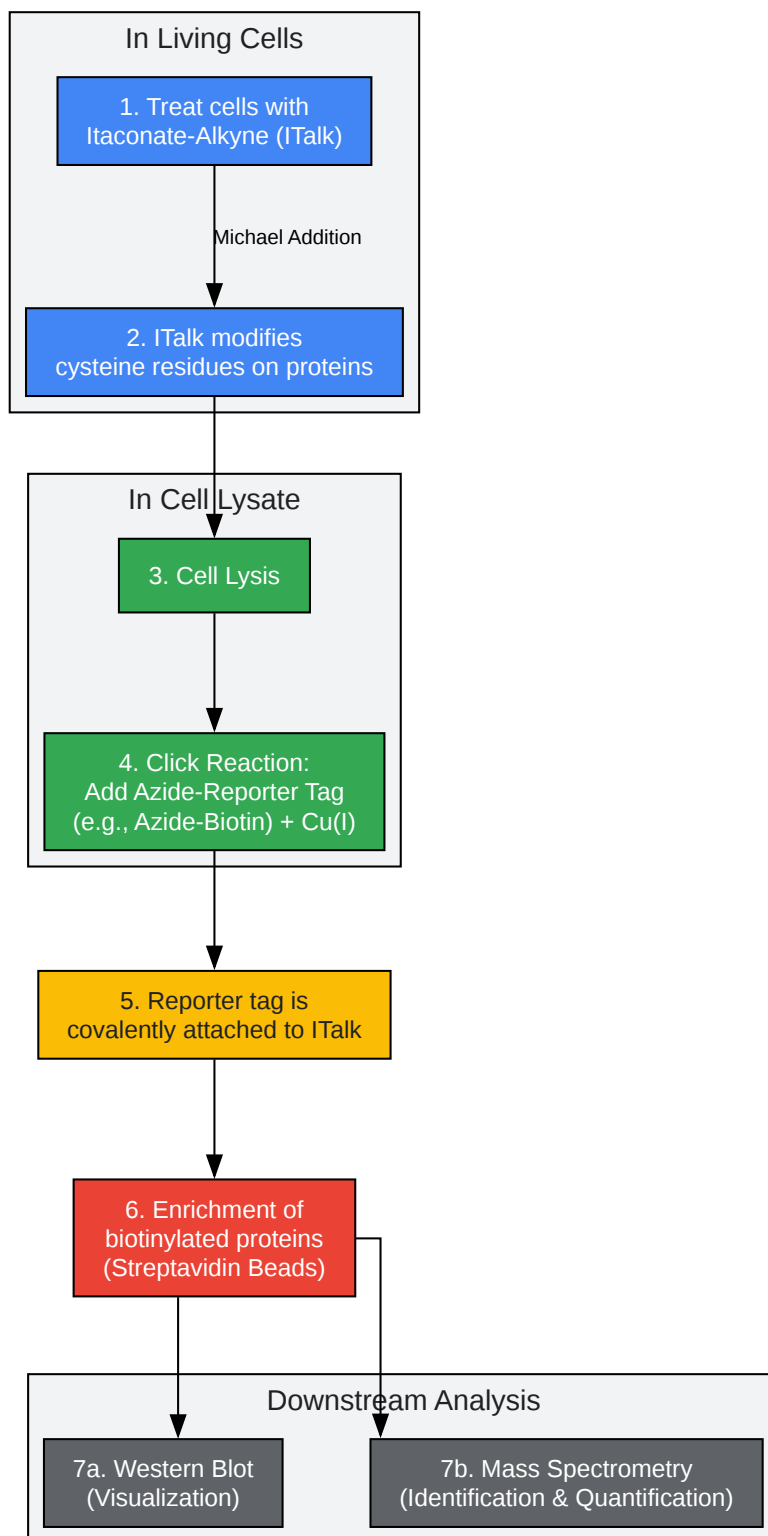 In Living Cells
1. Treat cells with
Itaconate-Alkyne (ITalk)
Michael Addition
2. ITalk modifies
cysteine residues on proteins
In Cell Lysate
3. Cell Lysis
4. Click Reaction:
Add Azide-Reporter Tag
(e.g., Azide-Biotin) + Cu(I)
5. Reporter tag is
covalently attached to ITalk
6. Enrichment of
biotinylated proteins
(Streptavidin Beads)
Downstream Analysis
7a. Western Blot
(Visualization)
7b. Mass Spectrometry
(Identification & Quantification)